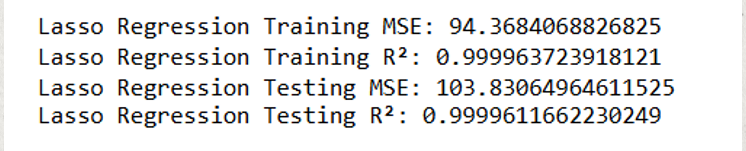 Lasso Regression Training MSE: 94.3684068826825
Lasso Regression Training R²: 0.999963723918121
Lasso Regression Testing MSE: 103.83064964611525
Lasso Regression Testing R²: 0.9999611662230249